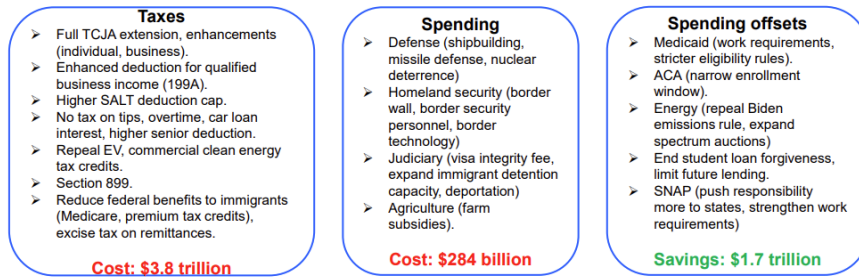 Taxes
➤ Full TCJA extension, enhancements
(individual, business).
➤ Enhanced deduction for qualified
business income (199A).
➤ Higher SALT deduction cap.
➤ No tax on tips, overtime, car loan
interest, higher senior deduction.
➤ Repeal EV, commercial clean energy
tax credits.
➤ Section 899.
➤ Reduce federal benefits to immigrants
(Medicare, premium tax credits),
excise tax on remittances.
Cost: $3.8 trillion
Spending
➤ Defense (shipbuilding,
missile defense, nuclear
deterrence)
➤ Homeland security (border
wall, border security
personnel, border
technology)
➤ Judiciary (visa integrity fee,
expand immigrant detention
capacity, deportation)
➤ Agriculture (farm
subsidies).
Cost: $284 billion
Spending offsets
➤ Medicaid (work requirements,
stricter eligibility rules).
➤ ACA (narrow enrollment
window).
➤ Energy (repeal Biden
emissions rule, expand
spectrum auctions)
➤ End student loan forgiveness,
limit future lending.
➤ SNAP (push responsibility
more to states, strengthen work
requirements)
Savings: $1.7 trillion